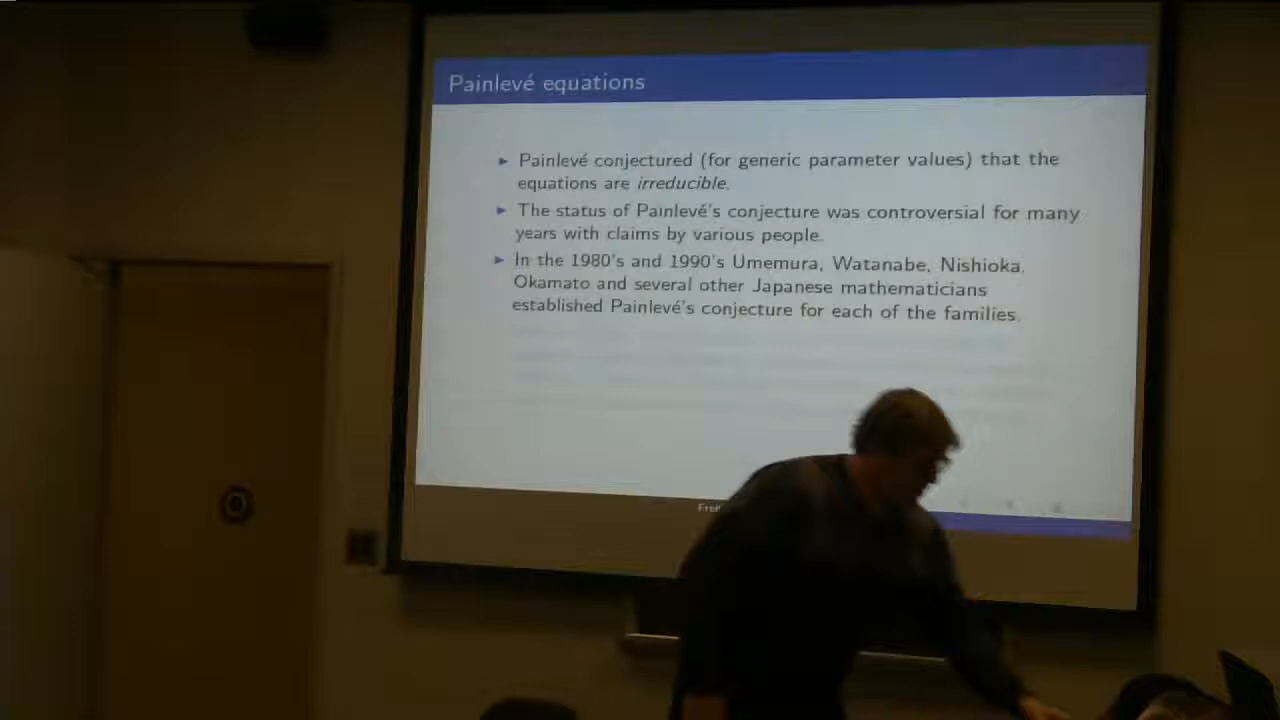 Painlevé equations
► Painlevé conjectured (for generic parameter values) that the
equations are irreducible.
► The status of Painlevé's conjecture was controversial for many
years with claims by various people.
► In the 1980's and 1990's Umemura, Watanabe, Nishioka,
Okamato and several other Japanese mathematicians
established Painlevé's conjecture for each of the families.